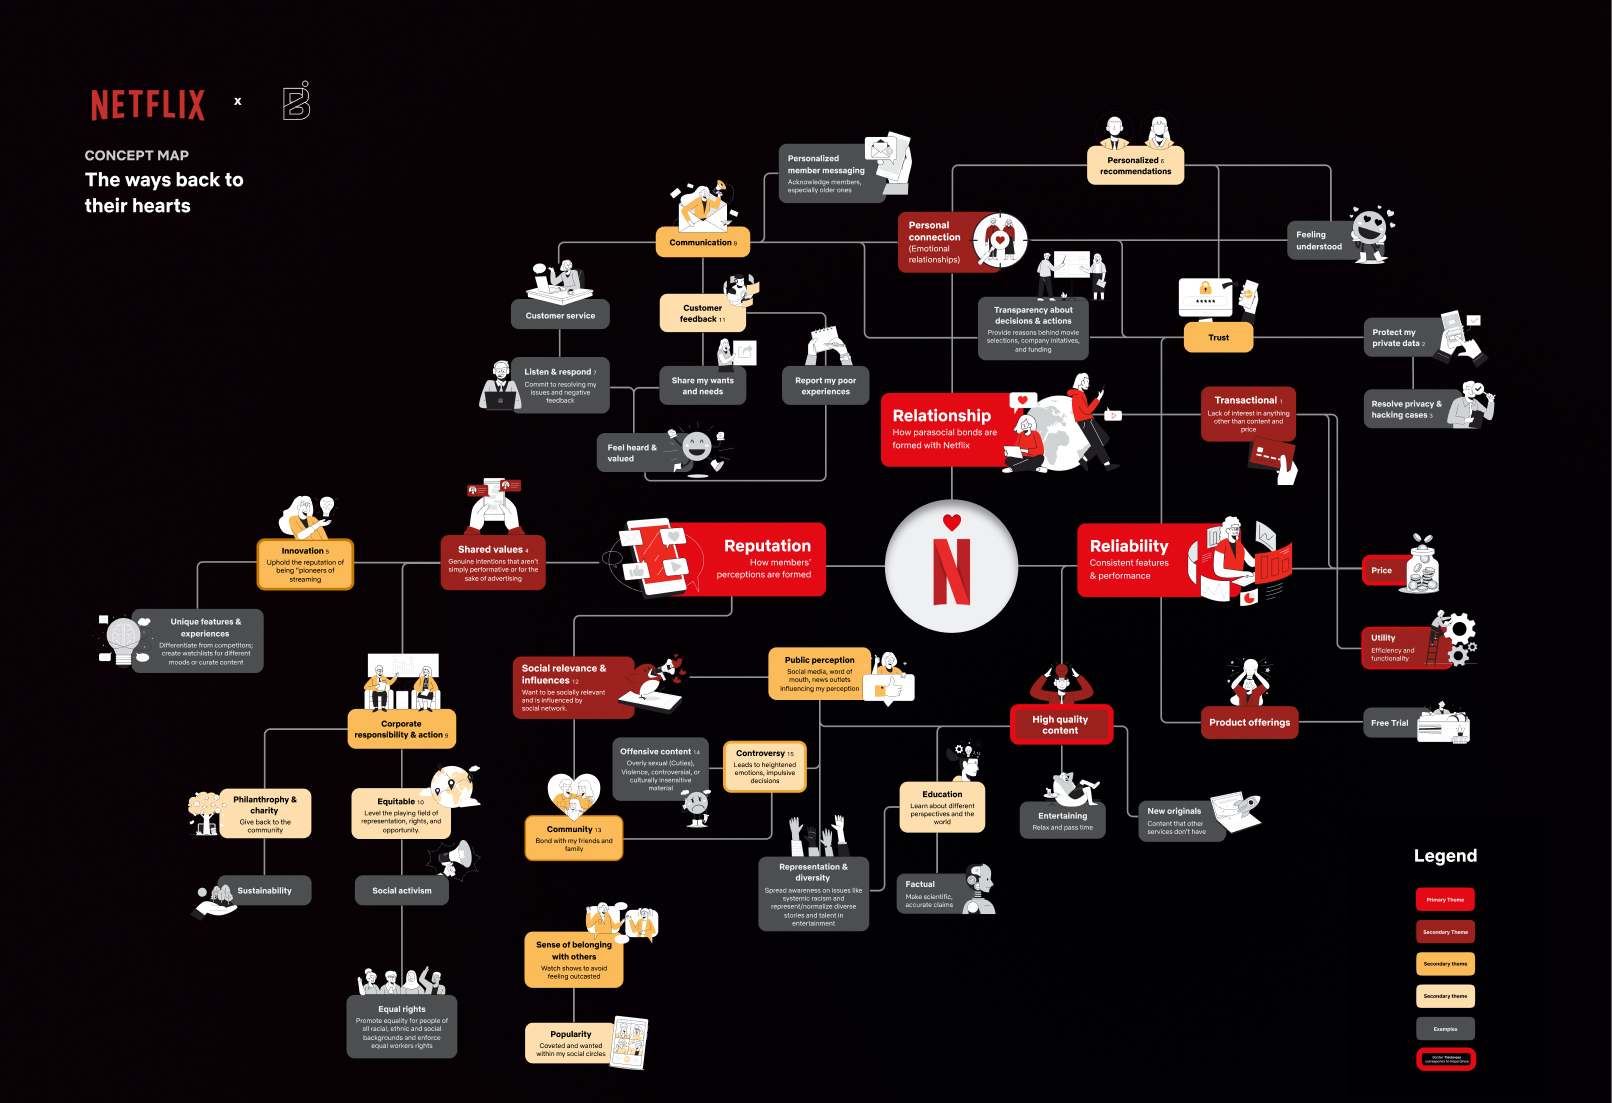 NETFLIX x B
CONCEPT MAP
The ways back to
their hearts
Personalized
member messaging
Acknowledge members,
especially older ones
Personalized 6
recommendations
Communication 8
Personal
connection
(Emotional
relationships)
Feeling
understood
Customer service
Customer
feedback 11
Transparency about
decisions & actions
Provide reasons behind movie
selections, company initatives,
and funding
Trust
Protect my
private data 2
Listen & respond 7
Commit to resolving my
issues and negative
feedback
Share my wants
and needs
Report my poor
experiences
Relationship
How parasocial bonds are
formed with Netflix
Transactional 1
Lack of interest in anything
other than content and
price
Resolve privacy &
hacking cases 3
Feel heard &
valued
Innovation 5
Uphold the reputation of
being "pioneers of
streaming
Shared values 4
Genuine intentions that aren't
simply performative or for the
sake of advertising
Reputation
How members'
perceptions are formed
N
Reliability
Consistent features
& performance
Price
Unique features &
experiences
Differentiate from competitors;
create watchlists for different
moods or curate content
Utility
Efficiency and
functionality
Social relevance &
influences 12
Want to be socially relevant
and is influenced by
social network.
Public perception
Social media, word of
mouth, news outlets
influencing my perception
Corporate
responsibility & action 9
High quality
content
Product offerings
Free Trial
Offensive content 14
Overly sexual (Cuties),
Violence, controversial, or
culturally insensitive
material
Controversy 15
Leads to heightened
emotions, impulsive
decisions
Philanthrophy &
charity
Give back to the
community
Equitable 10
Level the playing field of
representation, rights, and
opportunity.
Community 13
Bond with my friends and
family
Education
Learn about different
perspectives and the
world
Entertaining
Relax and pass time
New originals
Content that other
services don't have
Sustainability
Social activism
Representation &
diversity
Spread awareness on issues like
systemic racism and
represent/normalize diverse
stories and talent in
entertainment
Factual
Make scientific,
accurate claims
Sense of belonging
with others
Watch shows to avoid
feeling outcasted
Equal rights
Promote equality for people of
all racial, ethnic and social
backgrounds and enforce
equal workers rights
Popularity
Coveted and wanted
within my social circles
Legend
Primary Theme
Secondary Theme
Secondary theme
Secondary theme
Examples
Border Thickness
corresponds to importance